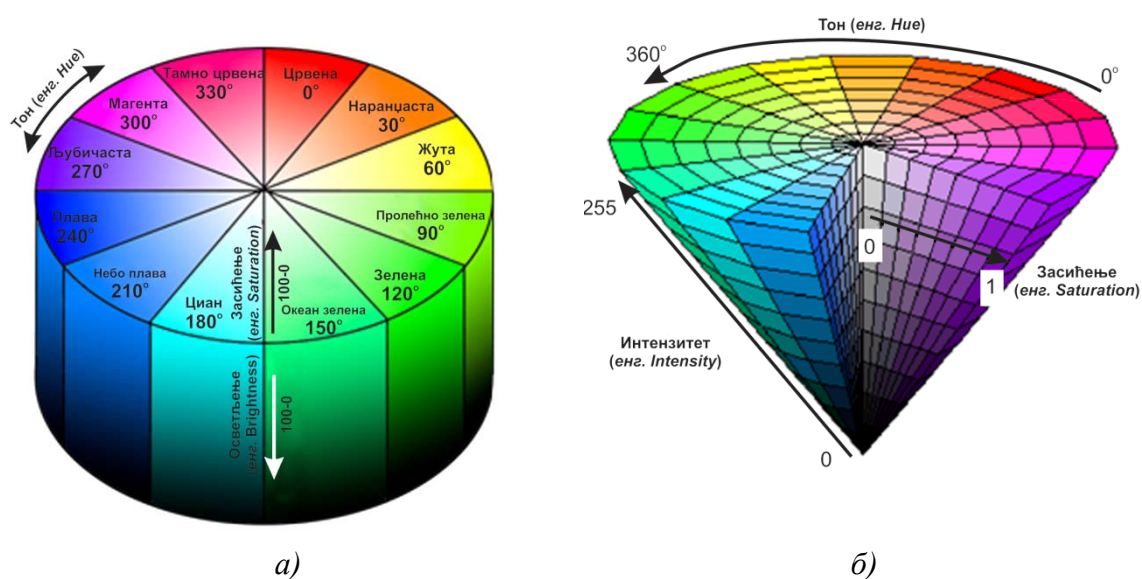 Тон (енг. Hue)
Тамно црвена
330°
Црвена
0°
Магента
300°
Наранџаста
30°
Љубичаста
270°
Жута
60°
Плава
240°
Пролећно зелена
90°
Небо плава
210°
Зелена
120°
Циан
180°
Океан зелена
150°
Засићење
(енг. Saturation)
100-0
Осветљење
(енг. Brightness)
100-0
а)
Тон (енг. Hue)
360°
0°
255
0
1
Засићење
(енг. Saturation)
Интензитет
(енг. Intensity)
0
б)